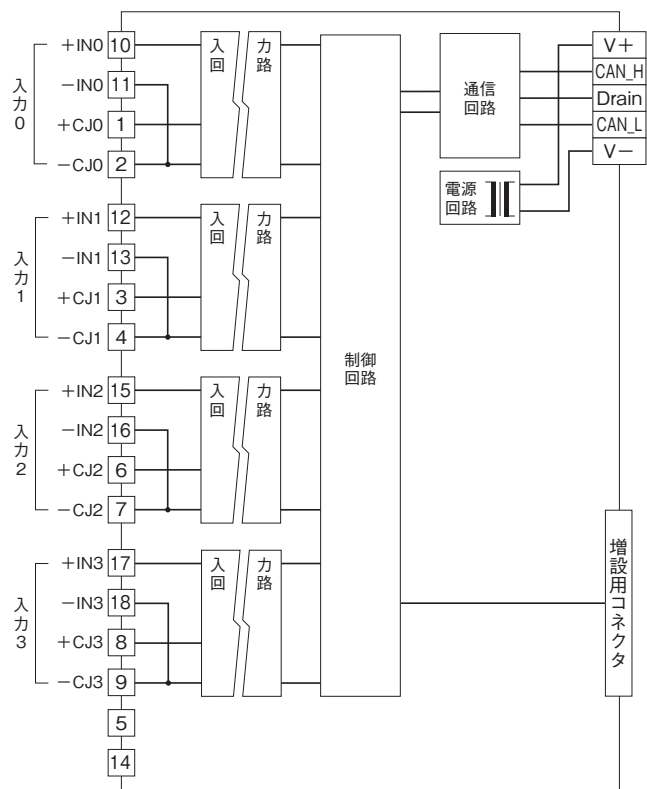 入力0
+IN0 10
−IN0 11
+CJ0 1
−CJ0 2
入力回路
入力1
+IN1 12
−IN1 13
+CJ1 3
−CJ1 4
入力回路
入力2
+IN2 15
−IN2 16
+CJ2 6
−CJ2 7
入力回路
入力3
+IN3 17
−IN3 18
+CJ3 8
−CJ3 9
入力回路
5
14
制御
回路
通信
回路
電源
回路
V+
CAN_H
Drain
CAN_L
V−
増設用コネクタ